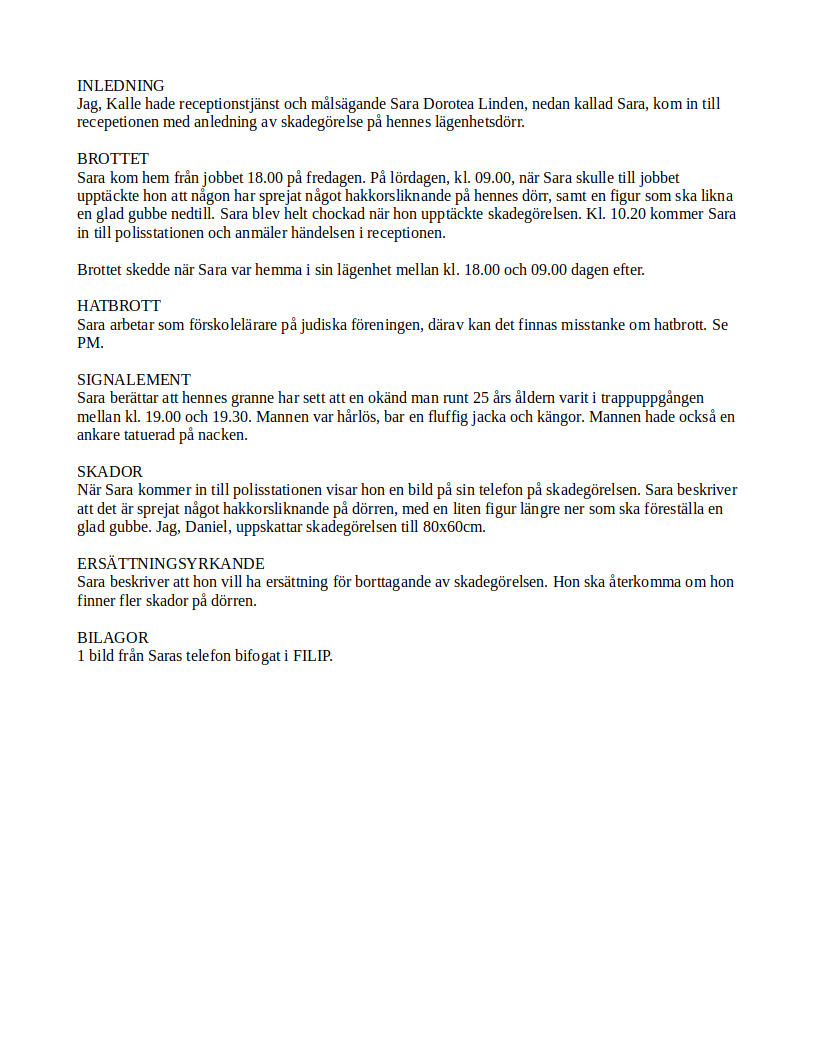 INLEDNING
Jag, Kalle hade receptionstjänst och målsägande Sara Dorotea Linden, nedan kallad Sara, kom in till
recepetionen med anledning av skadegörelse på hennes lägenhetsdörr.
BROTTET
Sara kom hem från jobbet 18.00 på fredagen. På lördagen, kl. 09.00, när Sara skulle till jobbet
upptäckte hon att någon har sprejat något hakkorsliknande på hennes dörr, samt en figur som ska likna
en glad gubbe nedtill. Sara blev helt chockad när hon upptäckte skadegörelsen. Kl. 10.20 kommer Sara
in till polisstationen och anmäler händelsen i receptionen.
Brottet skedde när Sara var hemma i sin lägenhet mellan kl. 18.00 och 09.00 dagen efter.
HATBROTT
Sara arbetar som förskolelärare på judiska föreningen, därav kan det finnas misstanke om hatbrott. Se
PM.
SIGNALEMENT
Sara berättar att hennes granne har sett att en okänd man runt 25 års åldern varit i trappuppgången
mellan kl. 19.00 och 19.30. Mannen var hårlös, bar en fluffig jacka och kängor. Mannen hade också en
ankare tatuerad på nacken.
SKADOR
När Sara kommer in till polisstationen visar hon en bild på sin telefon på skadegörelsen. Sara beskriver
att det är sprejat något hakkorsliknande på dörren, med en liten figur längre ner som ska föreställa en
glad gubbe. Jag, Daniel, uppskattar skadegörelsen till 80x60cm.
ERSÄTTNINGSYRKANDE
Sara beskriver att hon vill ha ersättning för borttagande av skadegörelsen. Hon ska återkomma om hon
finner fler skador på dörren.
BILAGOR
1 bild från Saras telefon bifogat i FILIP.